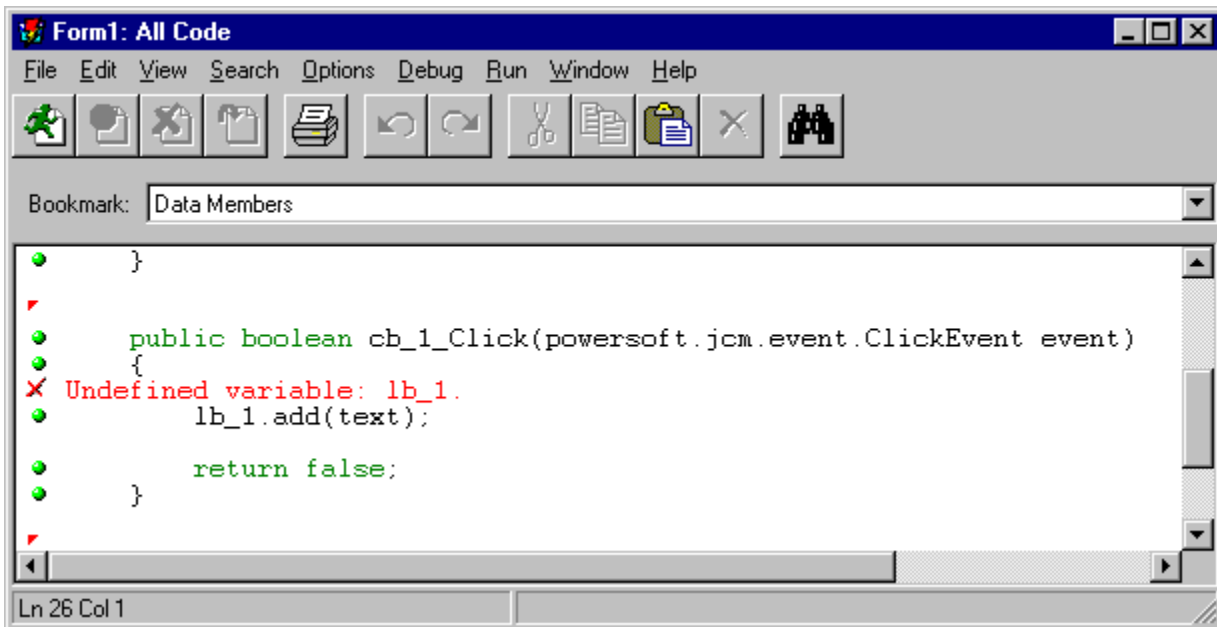 Form1: All Code
File Edit View Search Options Debug Run Window Help
Bookmark: Data Members
}
public boolean cb_1_Click(powersoft.jcm.event.ClickEvent event)
{
Undefined variable: lb_1.
lb_1.add(text);
return false;
}
Ln 26 Col 1